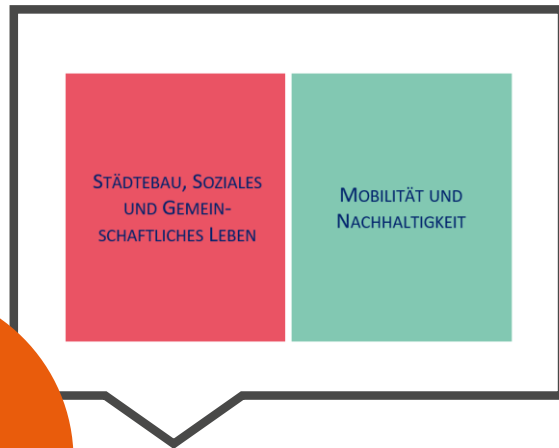 STÄDTEBAU, SOZIALES
UND GEMEIN-
SCHAFTLICHES LEBEN
MOBILITÄT UND
NACHHALTIGKEIT